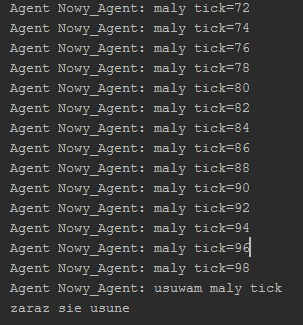 Agent Nowy_Agent: maly tick=72
Agent Nowy_Agent: maly tick=74
Agent Nowy_Agent: maly tick=76
Agent Nowy_Agent: maly tick=78
Agent Nowy_Agent: maly tick=80
Agent Nowy_Agent: maly tick=82
Agent Nowy_Agent: maly tick=84
Agent Nowy_Agent: maly tick=86
Agent Nowy_Agent: maly tick=88
Agent Nowy_Agent: maly tick=90
Agent Nowy_Agent: maly tick=92
Agent Nowy_Agent: maly tick=94
Agent Nowy_Agent: maly tick=96
Agent Nowy_Agent: maly tick=98
Agent Nowy_Agent: usuwam maly tick
zaraz sie usune